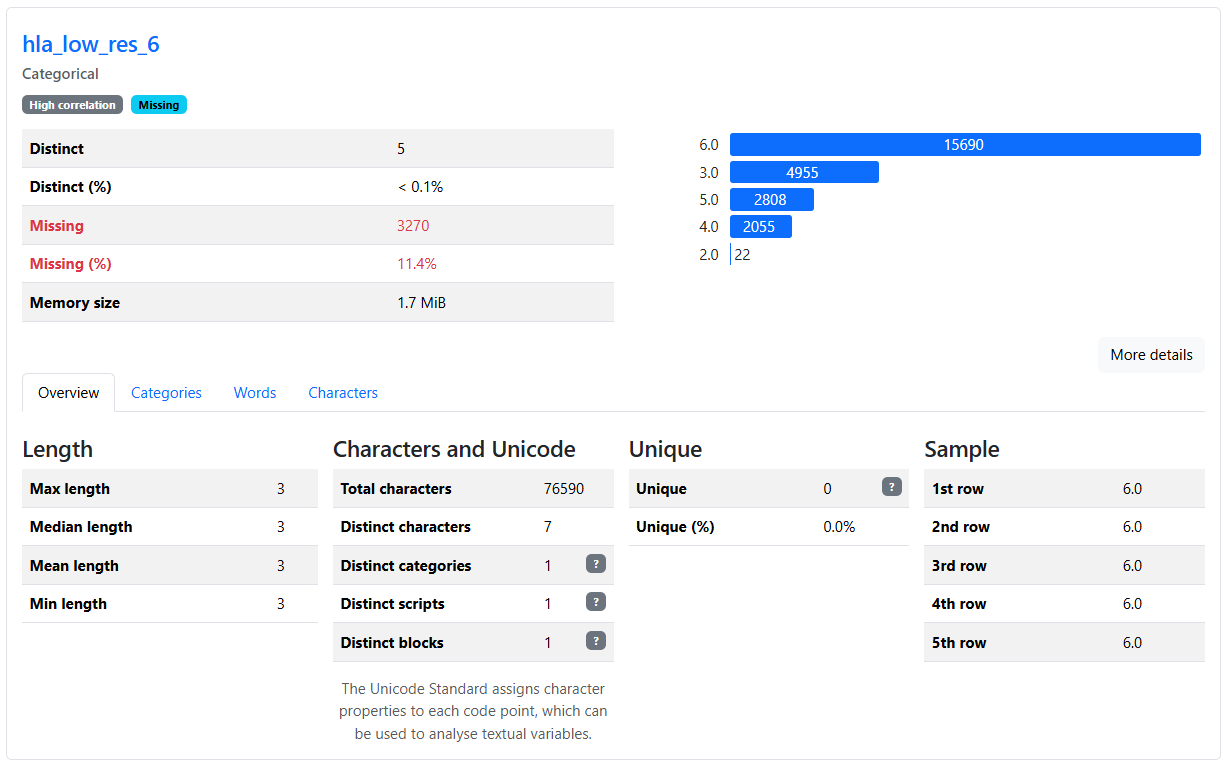 hla_low_res_6
Categorical
High correlation Missing
Distinct 5
Distinct (%) < 0.1%
Missing 3270
Missing (%) 11.4%
Memory size 1.7 MiB
6.0 15690
3.0 4955
5.0 2808
4.0 2055
2.0 22
More details
Overview Categories Words Characters
Length
Max length 3
Median length 3
Mean length 3
Min length 3
Characters and Unicode
Total characters 76590
Distinct characters 7
Distinct categories 1 ?
Distinct scripts 1 ?
Distinct blocks 1 ?
The Unicode Standard assigns character
properties to each code point, which can
be used to analyse textual variables.
Unique
Unique 0 ?
Unique (%) 0.0%
Sample
1st row 6.0
2nd row 6.0
3rd row 6.0
4th row 6.0
5th row 6.0